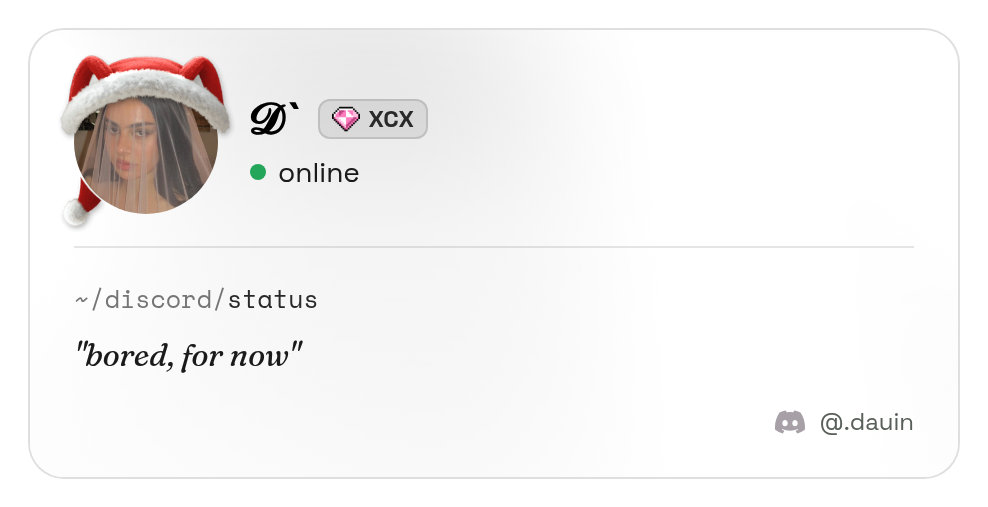 𝓓`
XCX
online
~/discord/status
"bored, for now"
@.dauin